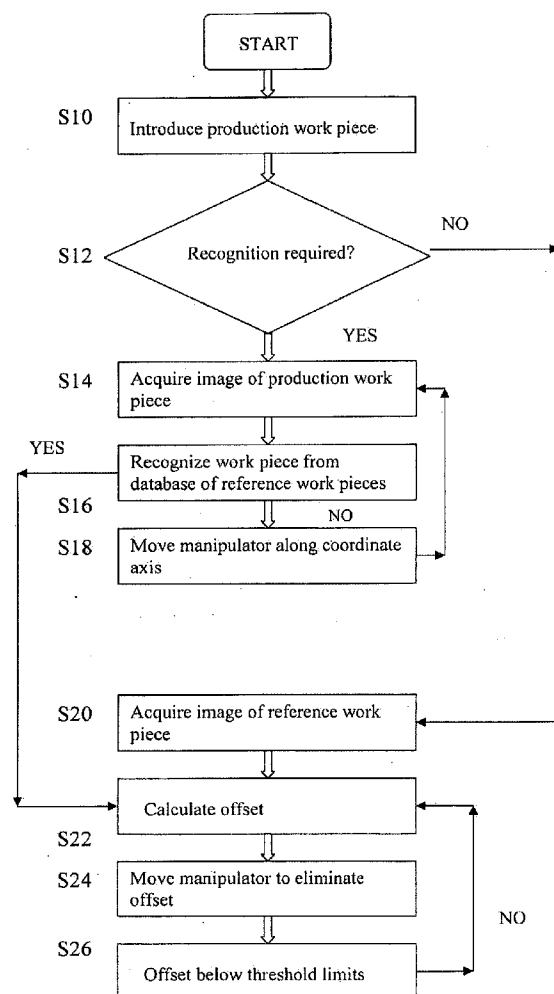 START
S10
Introduce production work piece
NO
S12
Recognition required?
YES
S14
Acquire image of production work
piece
YES
Recognize work piece from
database of reference work pieces
S16
NO
S18
Move manipulator along coordinate
axis
S20
Acquire image of reference work
piece
Calculate offset
S22
S24
Move manipulator to eliminate
offset
NO
S26
Offset below threshold limits